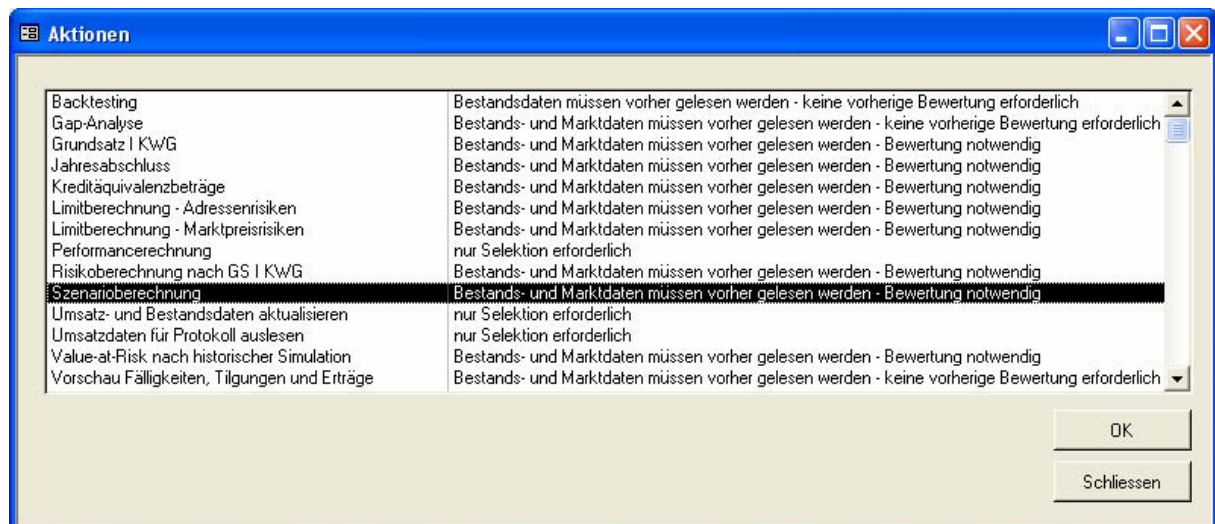 Aktionen
Backtesting Bestandsdaten müssen vorher gelesen werden - keine vorherige Bewertung erforderlich
Gap-Analyse Bestands- und Marktdaten müssen vorher gelesen werden - keine vorherige Bewertung erforderlich
Grundsatz I KWG Bestands- und Marktdaten müssen vorher gelesen werden - Bewertung notwendig
Jahresabschluss Bestands- und Marktdaten müssen vorher gelesen werden - Bewertung notwendig
Kreditäquivalenzbeträge Bestands- und Marktdaten müssen vorher gelesen werden - Bewertung notwendig
Limitberechnung - Adressenrisiken Bestands- und Marktdaten müssen vorher gelesen werden - Bewertung notwendig
Limitberechnung - Marktpreisrisiken Bestands- und Marktdaten müssen vorher gelesen werden - Bewertung notwendig
Performancerechnung nur Selektion erforderlich
Risikoberechnung nach GS I KWG Bestands- und Marktdaten müssen vorher gelesen werden - Bewertung notwendig
Szenarioberechnung Bestands- und Marktdaten müssen vorher gelesen werden - Bewertung notwendig
Umsatz- und Bestandsdaten aktualisieren nur Selektion erforderlich
Umsatzdaten für Protokoll auslesen nur Selektion erforderlich
Value-at-Risk nach historischer Simulation Bestands- und Marktdaten müssen vorher gelesen werden - Bewertung notwendig
Vorschau Fälligkeiten, Tilgungen und Erträge Bestands- und Marktdaten müssen vorher gelesen werden - keine vorherige Bewertung erforderlich
OK
Schliessen